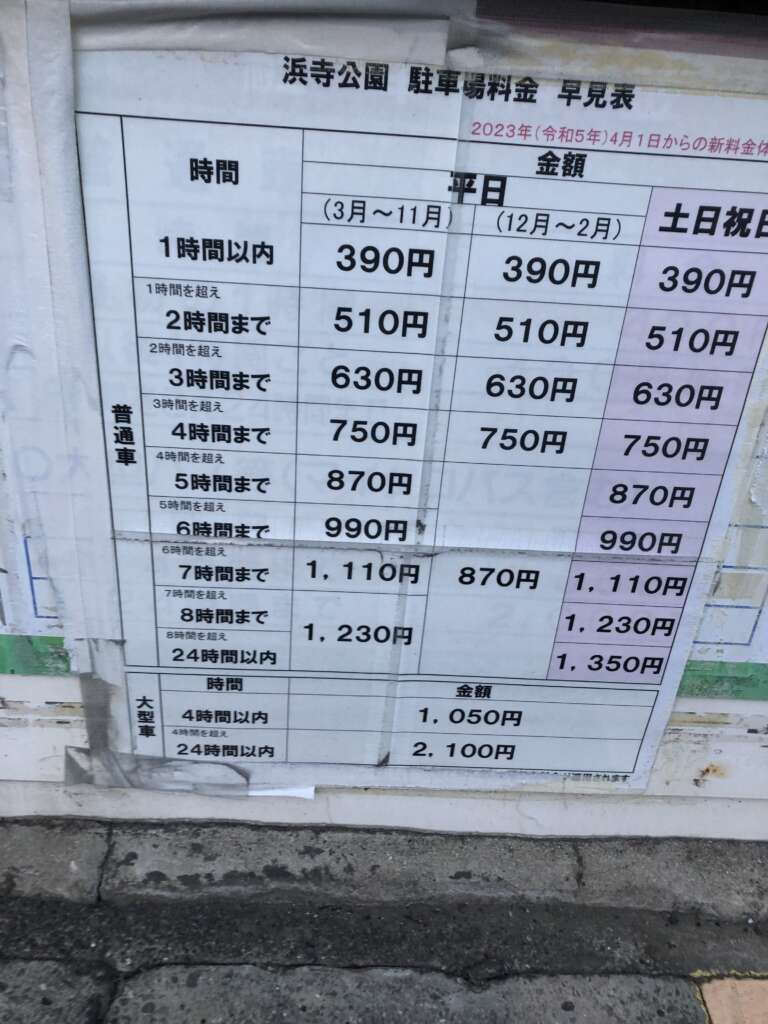 浜寺公園 駐車場料金 早見表
2023年(令和5年)4月1日からの新料金体
普通車
時間
金額
平日
土日祝日
(3月～11月)
(12月～2月)
1時間以内 390円 390円 390円
1時間を超え
2時間まで 510円 510円 510円
2時間を超え
3時間まで 630円 630円 630円
3時間を超え
4時間まで 750円 750円 750円
4時間を超え
5時間まで 870円 870円
5時間を超え
6時間まで 990円 990円
6時間を超え
7時間まで 1,110円 870円 1,110円
7時間を超え
8時間まで 1,230円 1,230円
8時間を超え
24時間以内 1,350円
大型車
時間 金額
4時間以内 1,050円
4時間を超え
24時間以内 2,100円
適用されます